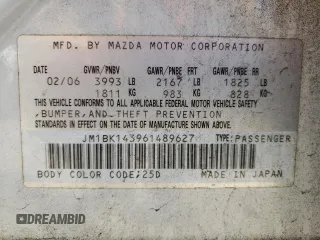 MFD. BY MAZDA MOTOR CORPORATION
GVWR/PNBV GAWR/PNBE FRT GAWR/PNBE RR
02/06 3993 LB 2167 LB 1825 LB
1811 KG 983 KG 828 KG
THIS VEHICLE CONFORMS TO ALL APPLICABLE FEDERAL MOTOR VEHICLE SAFETY
,BUMPER,AND THEFT PREVENTION
STANDARDS IN EFFECT ON THE DATE OF MANUFACTURE SHOWN ABOVE.
JM1BK143961489627 TYPE:PASSENGER
BODY COLOR CODE:25D MADE IN JAPAN
DREAMBID